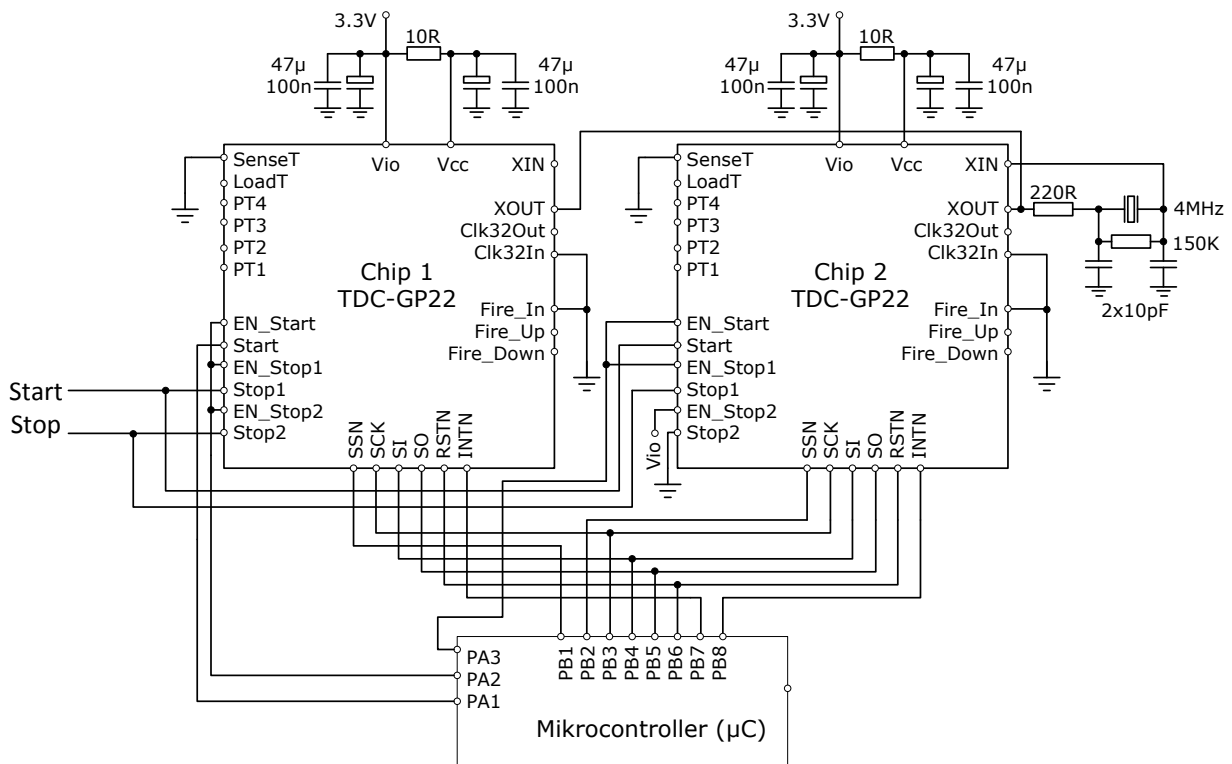 3.3V
10R
47µ
100n
47µ
100n
3.3V
10R
47µ
100n
47µ
100n
SenseT
LoadT
PT4
PT3
PT2
PT1
Vio
Vcc
XIN
XOUT
Clk32Out
Clk32In
Chip 1
TDC-GP22
Fire_In
Fire_Up
Fire_Down
EN_Start
Start
EN_Stop1
Stop1
EN_Stop2
Stop2
SSN
SCK
SI
SO
RSTN
INTN
Start
Stop
SenseT
LoadT
PT4
PT3
PT2
PT1
Vio
Vcc
XIN
XOUT
Clk32Out
Clk32In
Chip 2
TDC-GP22
Fire_In
Fire_Up
Fire_Down
EN_Start
Start
EN_Stop1
Stop1
EN_Stop2
Stop2
Vio
SSN
SCK
SI
SO
RSTN
INTN
220R
4MHz
150K
2x10pF
PA3
PA2
PA1
PB1
PB2
PB3
PB4
PB5
PB6
PB7
PB8
Mikrocontroller (µC)